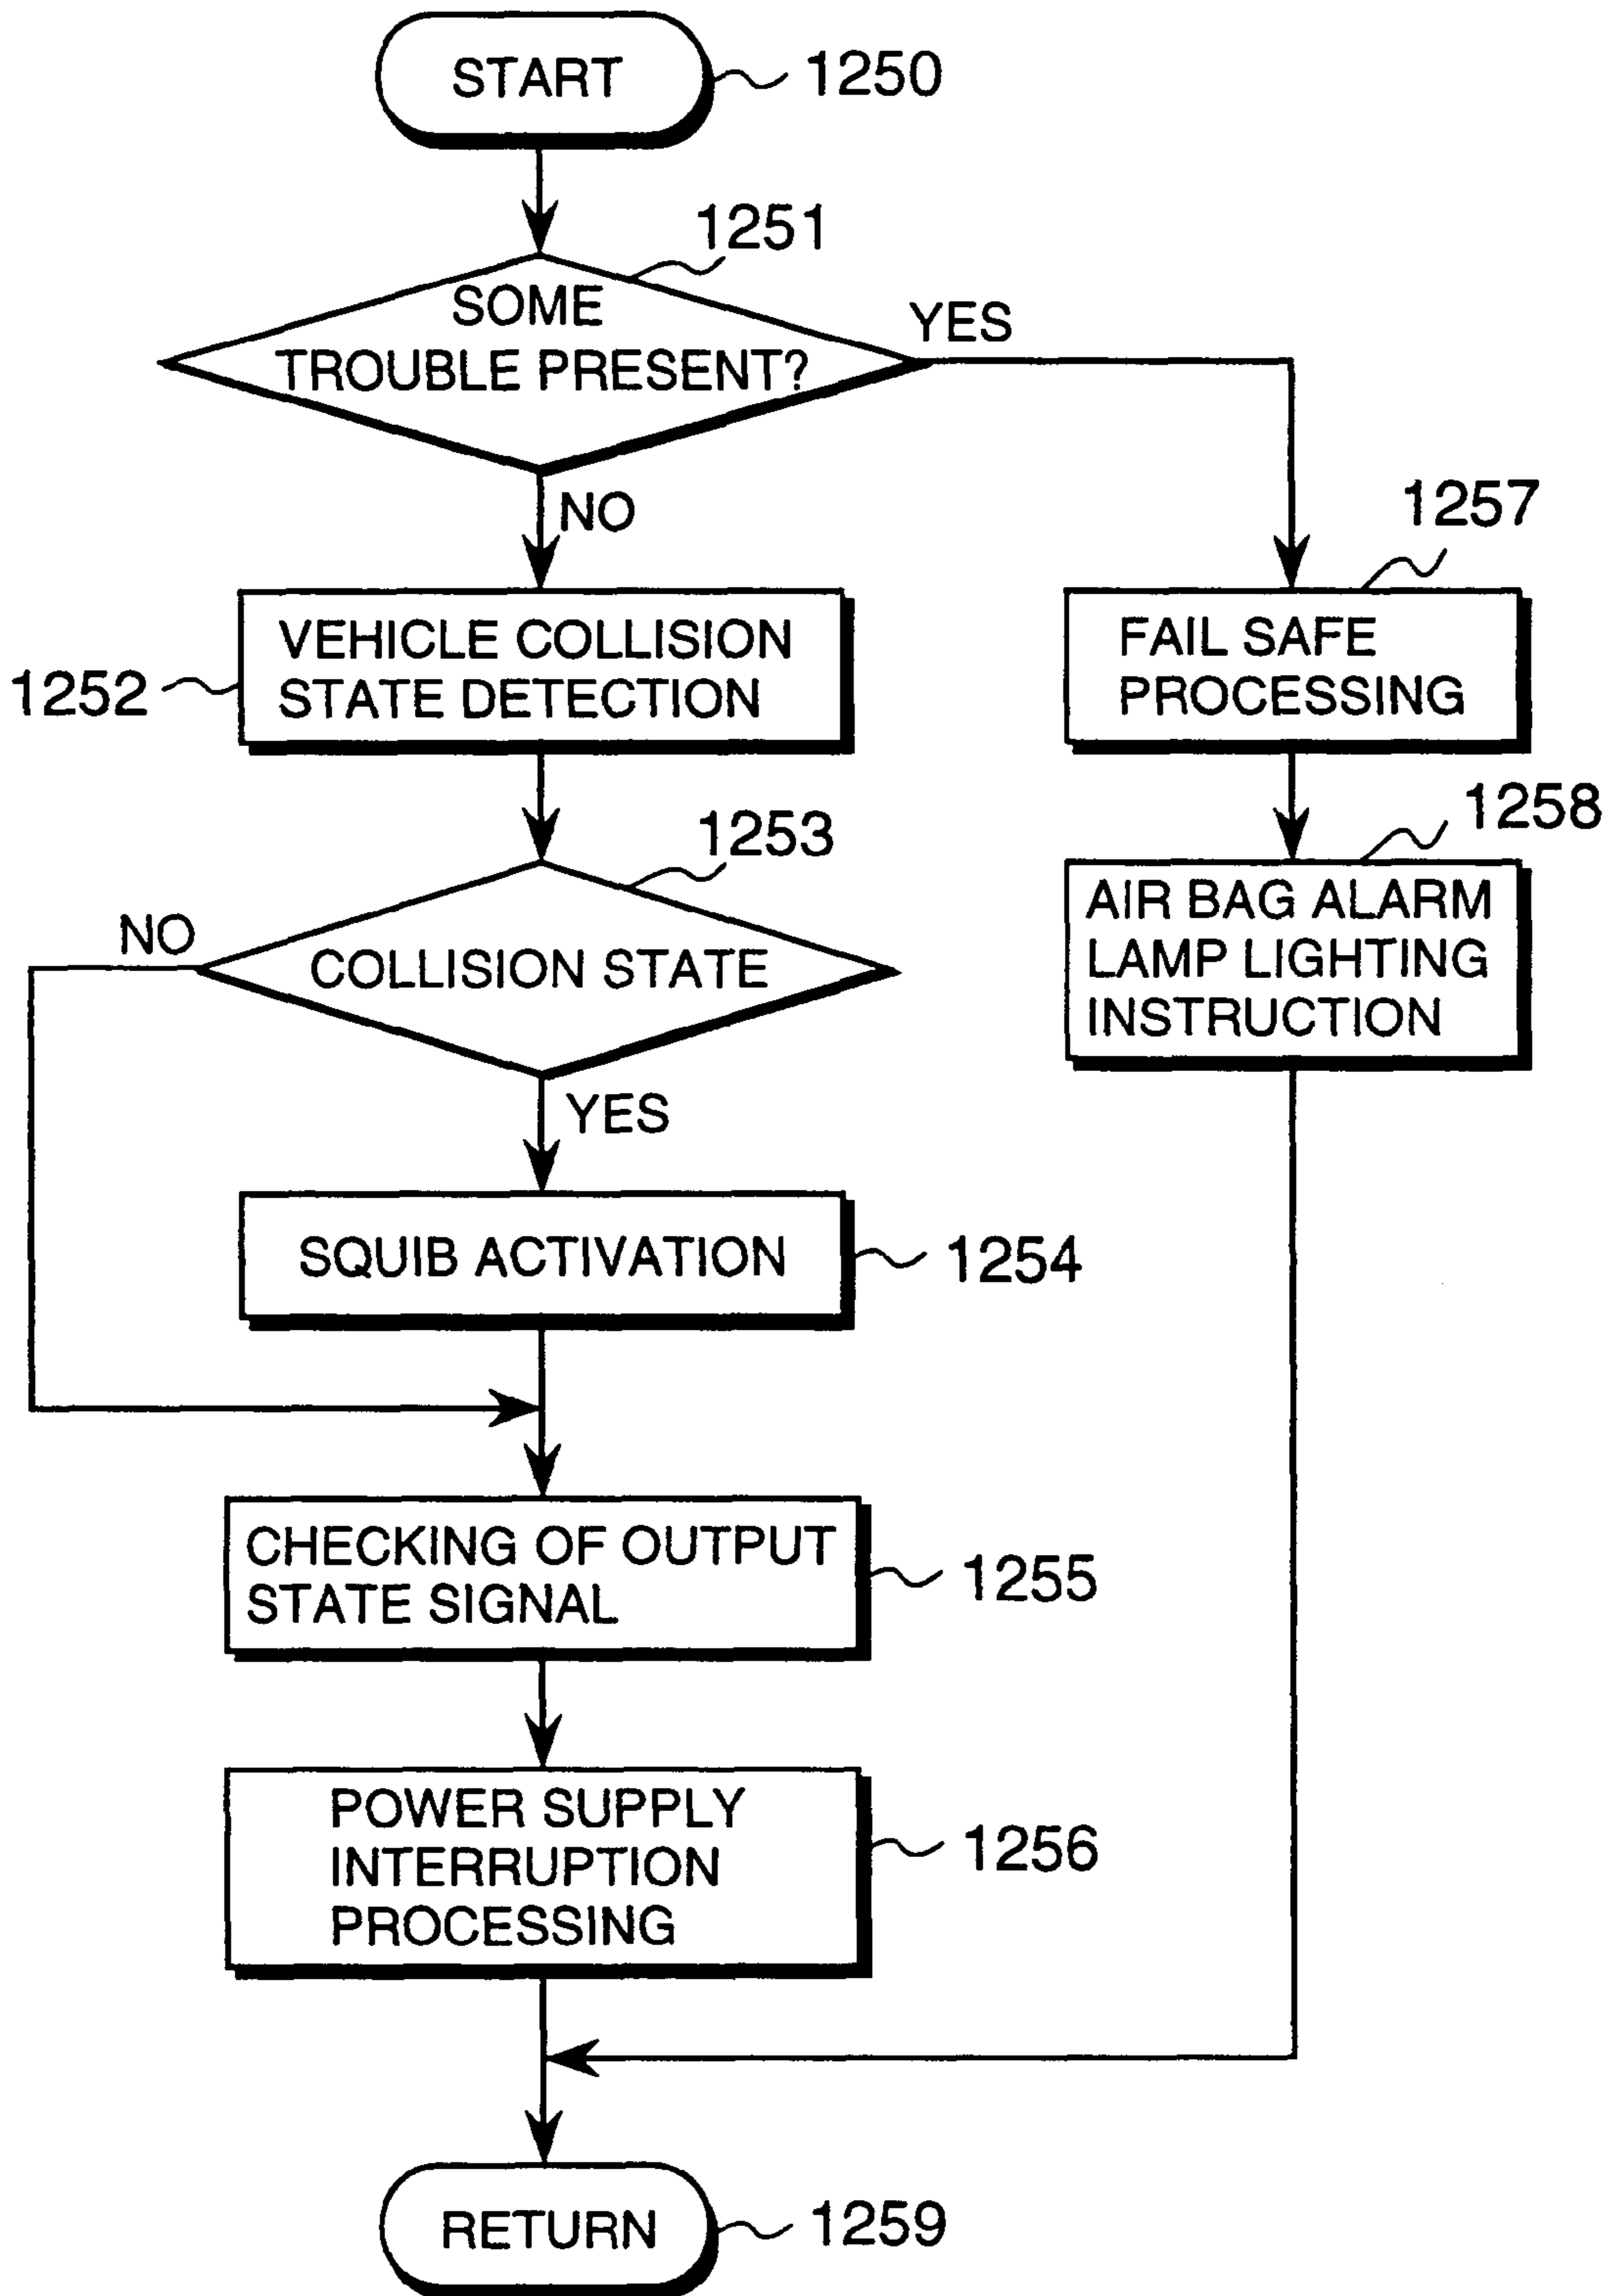 START
1250
1251
SOME
TROUBLE PRESENT?
YES
NO
1257
VEHICLE COLLISION
STATE DETECTION
1252
FAIL SAFE
PROCESSING
1253
1258
NO
COLLISION STATE
AIR BAG ALARM
LAMP LIGHTING
INSTRUCTION
YES
SQUIB ACTIVATION
1254
CHECKING OF OUTPUT
STATE SIGNAL
1255
POWER SUPPLY
INTERRUPTION
PROCESSING
1256
RETURN
1259